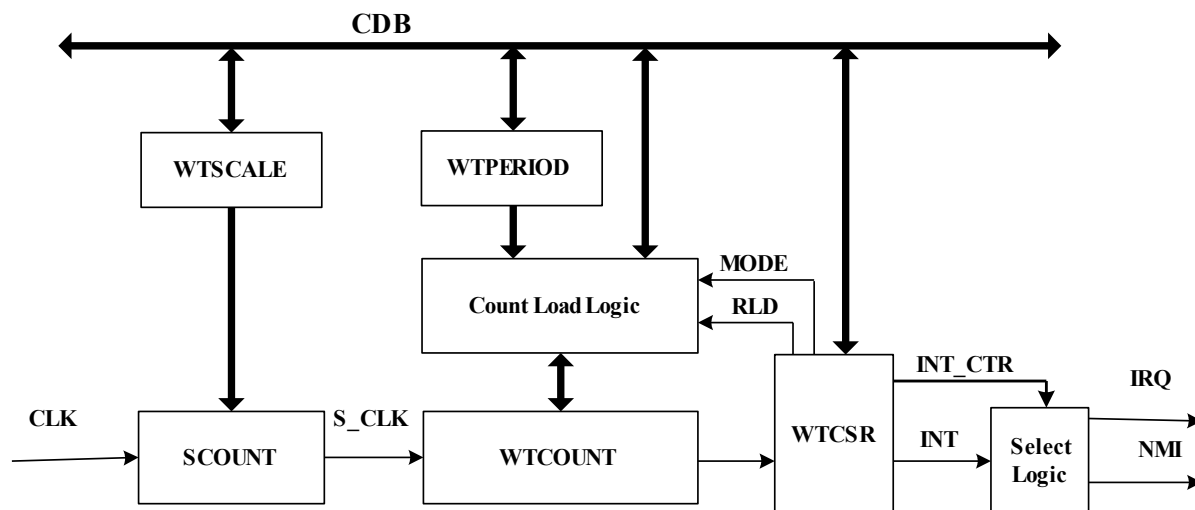 CDB
WTSCALE
WTPERIOD
MODE
Count Load Logic
RLD
INT_CTR
IRQ
CLK
S_CLK
SCOUNT
WTCOUNT
WTCSR
INT
Select
Logic
NMI